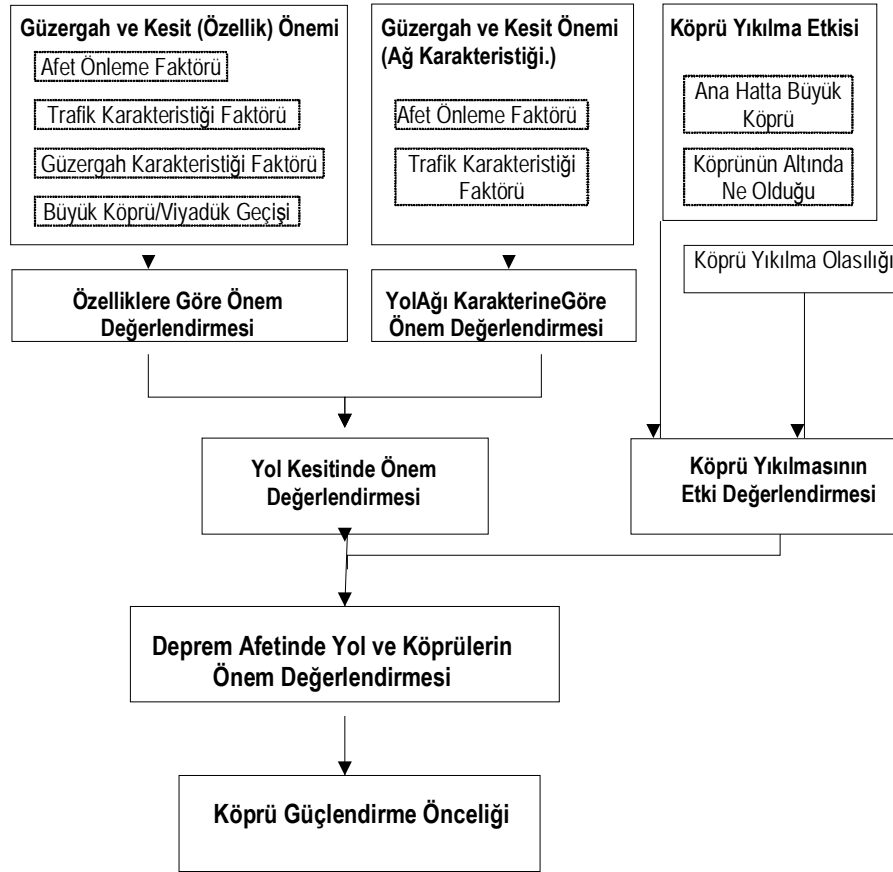 Güzergah ve Kesit (Özellik) Önemi
Afet Önleme Faktörü
Trafik Karakteristiği Faktörü
Güzergah Karakteristiği Faktörü
Büyük Köprü/Viyadük Geçişi
Güzergah ve Kesit Önemi
(Ağ Karakteristiği.)
Afet Önleme Faktörü
Trafik Karakteristiği
Faktörü
Köprü Yıkılma Etkisi
Ana Hatta Büyük
Köprü
Köprünün Altında
Ne Olduğu
Köprü Yıkılma Olasılığı
Özelliklere Göre Önem
Değerlendirmesi
YolAğı KarakterineGöre
Önem Değerlendirmesi
Yol Kesitinde Önem
Değerlendirmesi
Köprü Yıkılmasının
Etki Değerlendirmesi
Deprem Afetinde Yol ve Köprülerin
Önem Değerlendirmesi
Köprü Güçlendirme Önceliği